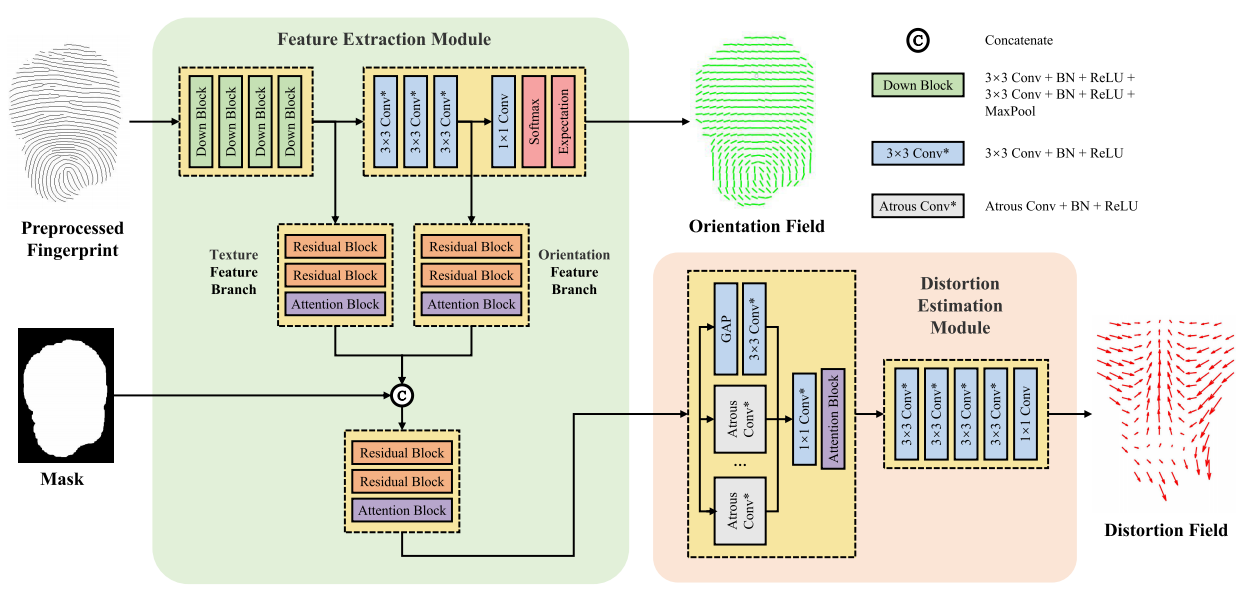 Feature Extraction Module
Down Block
Down Block
Down Block
Down Block
3×3 Conv*
3×3 Conv*
3×3 Conv*
1×1 Conv
Softmax
Expectation
Preprocessed
Fingerprint
Orientation Field
C
Concatenate
Down Block
3×3 Conv + BN + ReLU +
3×3 Conv + BN + ReLU +
MaxPool
3×3 Conv*
3×3 Conv + BN + ReLU
Atrous Conv*
Atrous Conv + BN + ReLU
Texture
Feature
Branch
Residual Block
Residual Block
Attention Block
Residual Block
Residual Block
Attention Block
Orientation
Feature
Branch
Mask
C
Residual Block
Residual Block
Attention Block
Distortion
Estimation
Module
GAP
3×3 Conv*
Atrous
Conv*
...
Atrous
Conv*
1×1 Conv*
Attention Block
3×3 Conv*
3×3 Conv*
3×3 Conv*
3×3 Conv*
1×1 Conv
Distortion Field